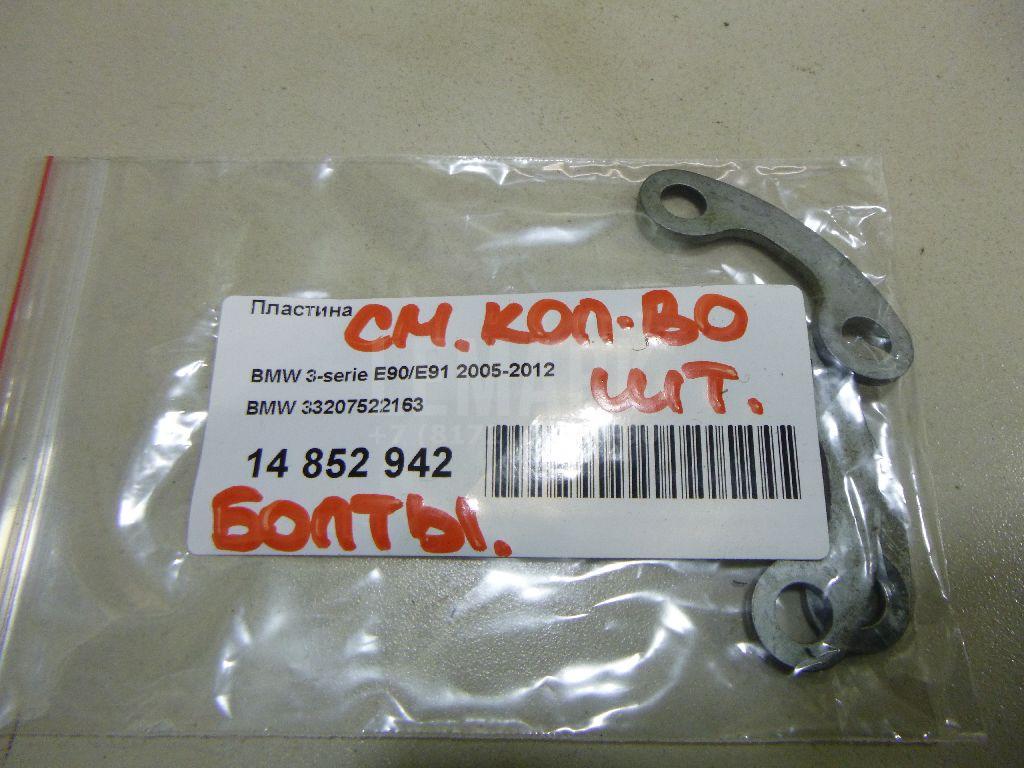 Пластина
см. кол-во
шт.
BMW 3-serie E90/E91 2005-2012
BMW 33207522163
14 852 942
Болты.